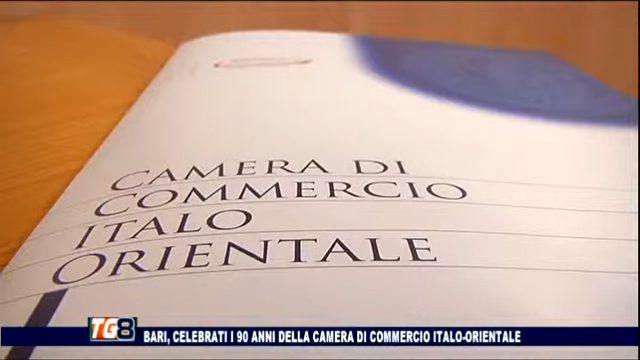 CAMERA DI
COMMERCIO
ITALO
ORIENTALE
TG8 BARI, CELEBRATI I 90 ANNI DELLA CAMERA DI COMMERCIO ITALO-ORIENTALE